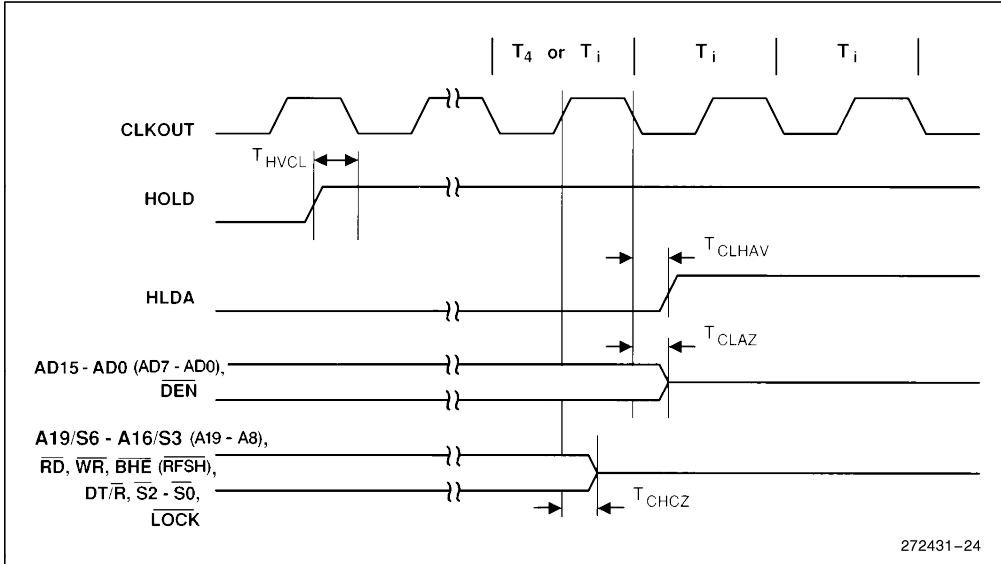 T4 or Ti
Ti
Ti
CLKOUT
THVCL
HOLD
TCLHAV
HLDA
TCLAZ
AD15 - AD0 (AD7 - AD0),
DEN
A19/S6 - A16/S3 (A19 - A8),
RD, WR, BHE (RFSH),
DT/R, S2 - S0,
LOCK
TCHCZ
272431-24